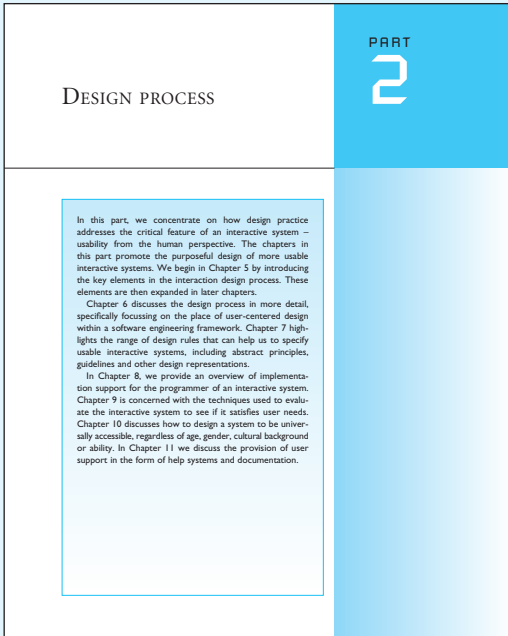 PART
2
DESIGN PROCESS
In this part, we concentrate on how design practice
addresses the critical feature of an interactive system –
usability from the human perspective. The chapters in
this part promote the purposeful design of more usable
interactive systems. We begin in Chapter 5 by introducing
the key elements in the interaction design process. These
elements are then expanded in later chapters.
Chapter 6 discusses the design process in more detail,
specifically focussing on the place of user-centered design
within a software engineering framework. Chapter 7 high-
lights the range of design rules that can help us to specify
usable interactive systems, including abstract principles,
guidelines and other design representations.
In Chapter 8, we provide an overview of implementa-
tion support for the programmer of an interactive system.
Chapter 9 is concerned with the techniques used to evalu-
ate the interactive system to see if it satisfies user needs.
Chapter 10 discusses how to design a system to be univer-
sally accessible, regardless of age, gender, cultural background
or ability. In Chapter 11 we discuss the provision of user
support in the form of help systems and documentation.